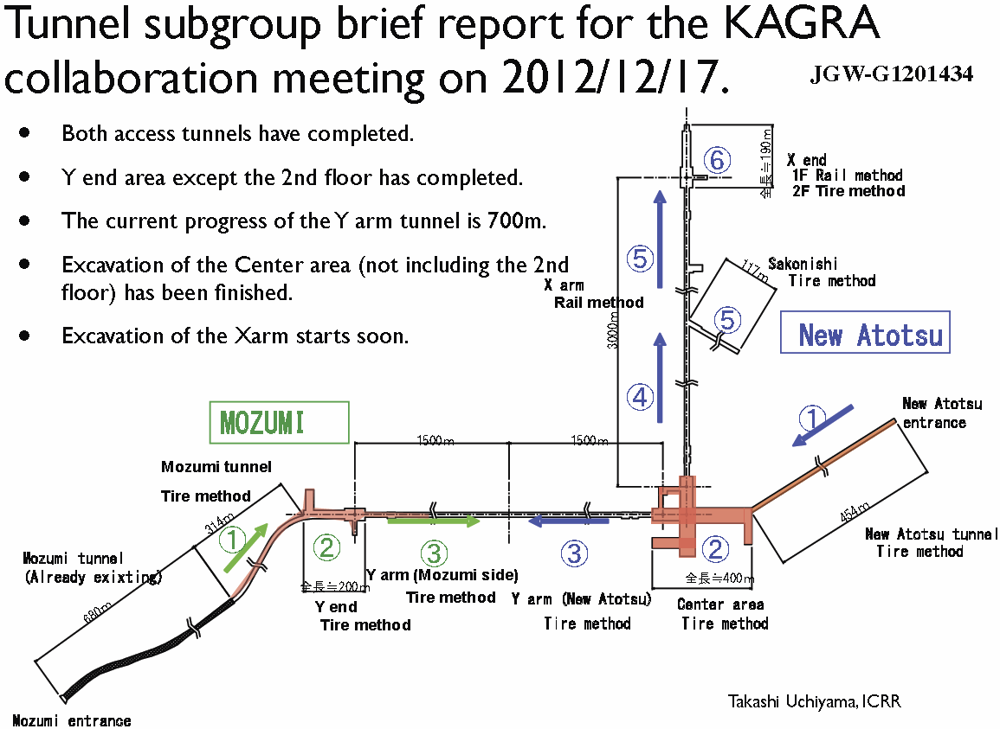 Tunnel subgroup brief report for the KAGRA
collaboration meeting on 2012/12/17.
JGW-G1201434
• Both access tunnels have completed.
• Y end area except the 2nd floor has completed.
• The current progress of the Y arm tunnel is 700m.
• Excavation of the Center area (not including the 2nd
floor) has been finished.
• Excavation of the Xarm starts soon.
⑥
全長≒190m
X end
1F Rail method
2F Tire method
⑤
X arm
Rail method
3000m
117m
Sakonishi
Tire method
⑤
New Atotsu
④
①
New Atotsu
entrance
MOZUMI
1500m
1500m
Mozumi tunnel
Tire method
314m
①
454m
New Atotsu tunnel
Tire method
Mozumi tunnel
(Already exixting)
680m
②
全長≒200m
Y end
Tire method
③
Y arm (Mozumi side)
Tire method
③
Y arm (New Atotsu)
Tire method
②
全長≒400m
Center area
Tire method
Mozumi entrance
Takashi Uchiyama, ICRR